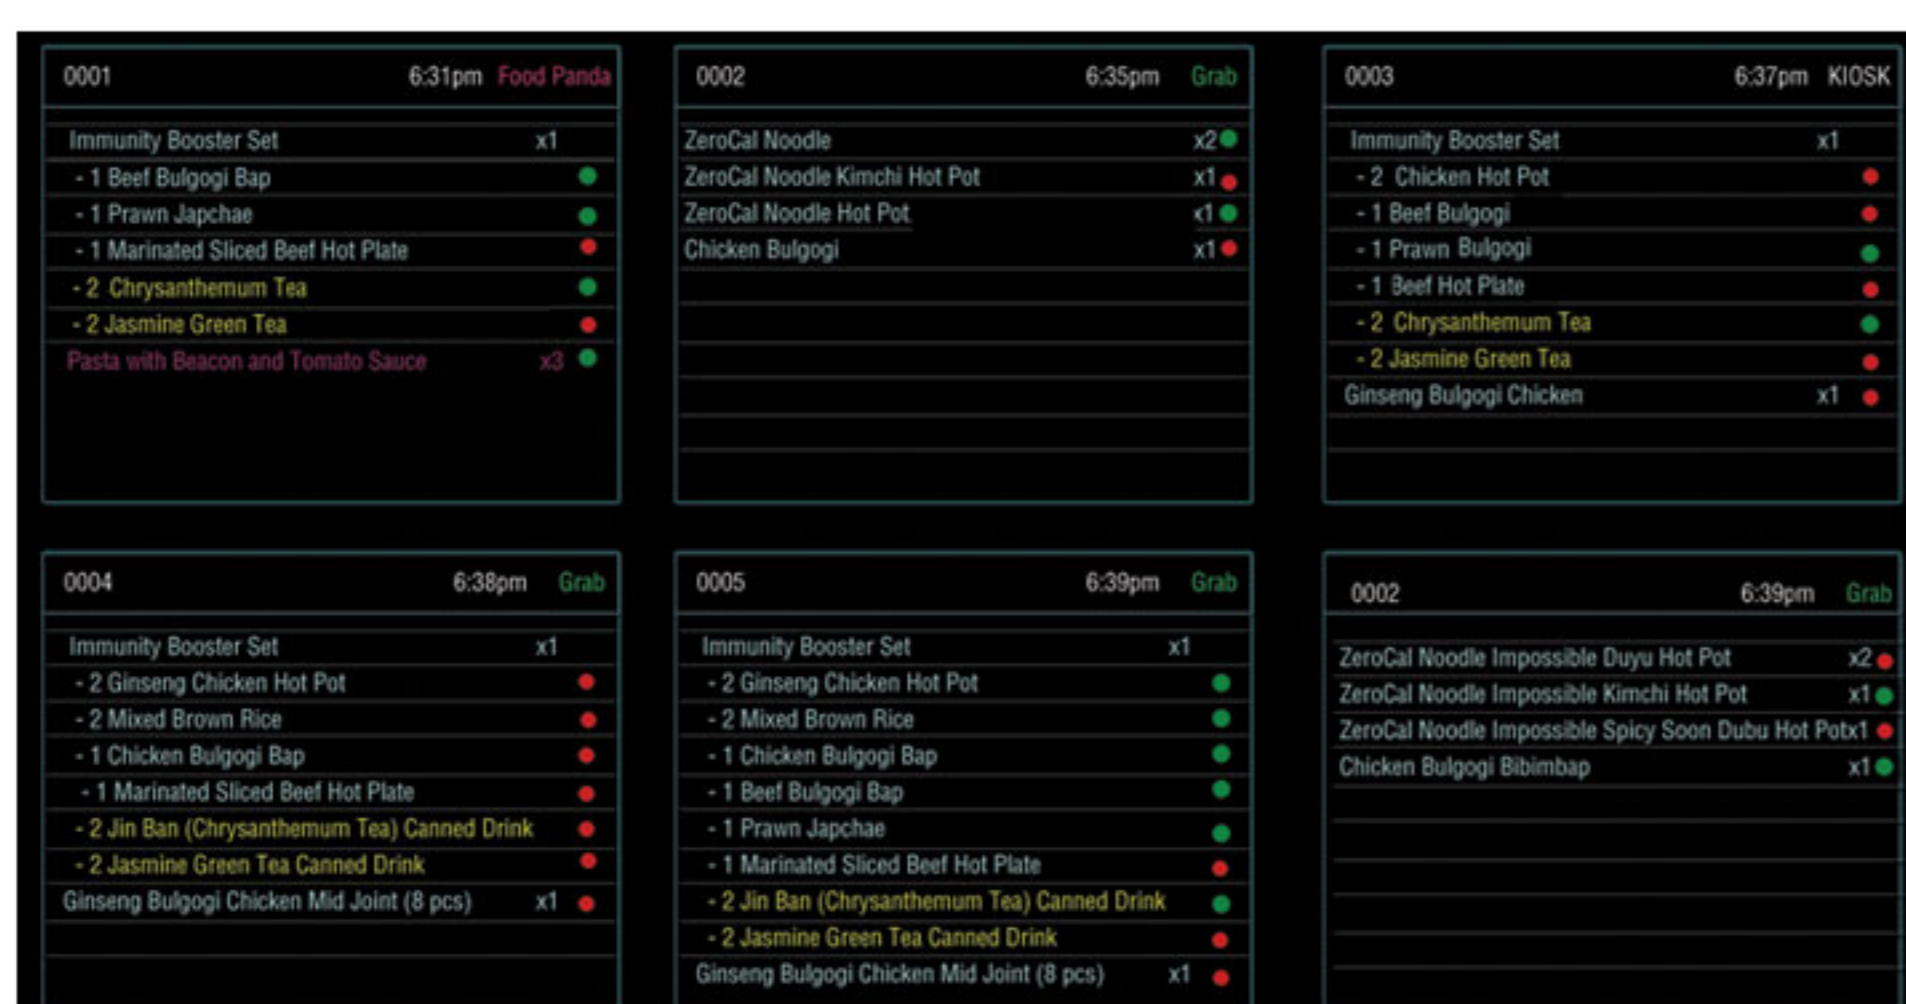 0001 6:31pm Food Panda
Immunity Booster Set x1
- 1 Beef Bulgogi Bap
- 1 Prawn Japchae
- 1 Marinated Sliced Beef Hot Plate
- 2 Chrysanthemum Tea
- 2 Jasmine Green Tea
Pasta with Beacon and Tomato Sauce x3
0002 6:35pm Grab
ZeroCal Noodle x2
ZeroCal Noodle Kimchi Hot Pot x1
ZeroCal Noodle Hot Pot x1
Chicken Bulgogi x1
0003 6:37pm KIOSK
Immunity Booster Set x1
- 2 Chicken Hot Pot
- 1 Beef Bulgogi
- 1 Prawn Bulgogi
- 1 Beef Hot Plate
- 2 Chrysanthemum Tea
- 2 Jasmine Green Tea
Ginseng Bulgogi Chicken x1
0004 6:38pm Grab
Immunity Booster Set x1
- 2 Ginseng Chicken Hot Pot
- 2 Mixed Brown Rice
- 1 Chicken Bulgogi Bap
- 1 Marinated Sliced Beef Hot Plate
- 2 Jin Ban (Chrysanthemum Tea) Canned Drink
- 2 Jasmine Green Tea Canned Drink
Ginseng Bulgogi Chicken Mid Joint (8 pcs) x1
0005 6:39pm Grab
Immunity Booster Set x1
- 2 Ginseng Chicken Hot Pot
- 2 Mixed Brown Rice
- 1 Chicken Bulgogi Bap
- 1 Beef Bulgogi Bap
- 1 Prawn Japchae
- 1 Marinated Sliced Beef Hot Plate
- 2 Jin Ban (Chrysanthemum Tea) Canned Drink
- 2 Jasmine Green Tea Canned Drink
Ginseng Bulgogi Chicken Mid Joint (8 pcs) x1
0002 6:39pm Grab
ZeroCal Noodle Impossible Duyu Hot Pot x2
ZeroCal Noodle Impossible Kimchi Hot Pot x1
ZeroCal Noodle Impossible Spicy Soon Dubu Hot Potx1
Chicken Bulgogi Bibimbap x1